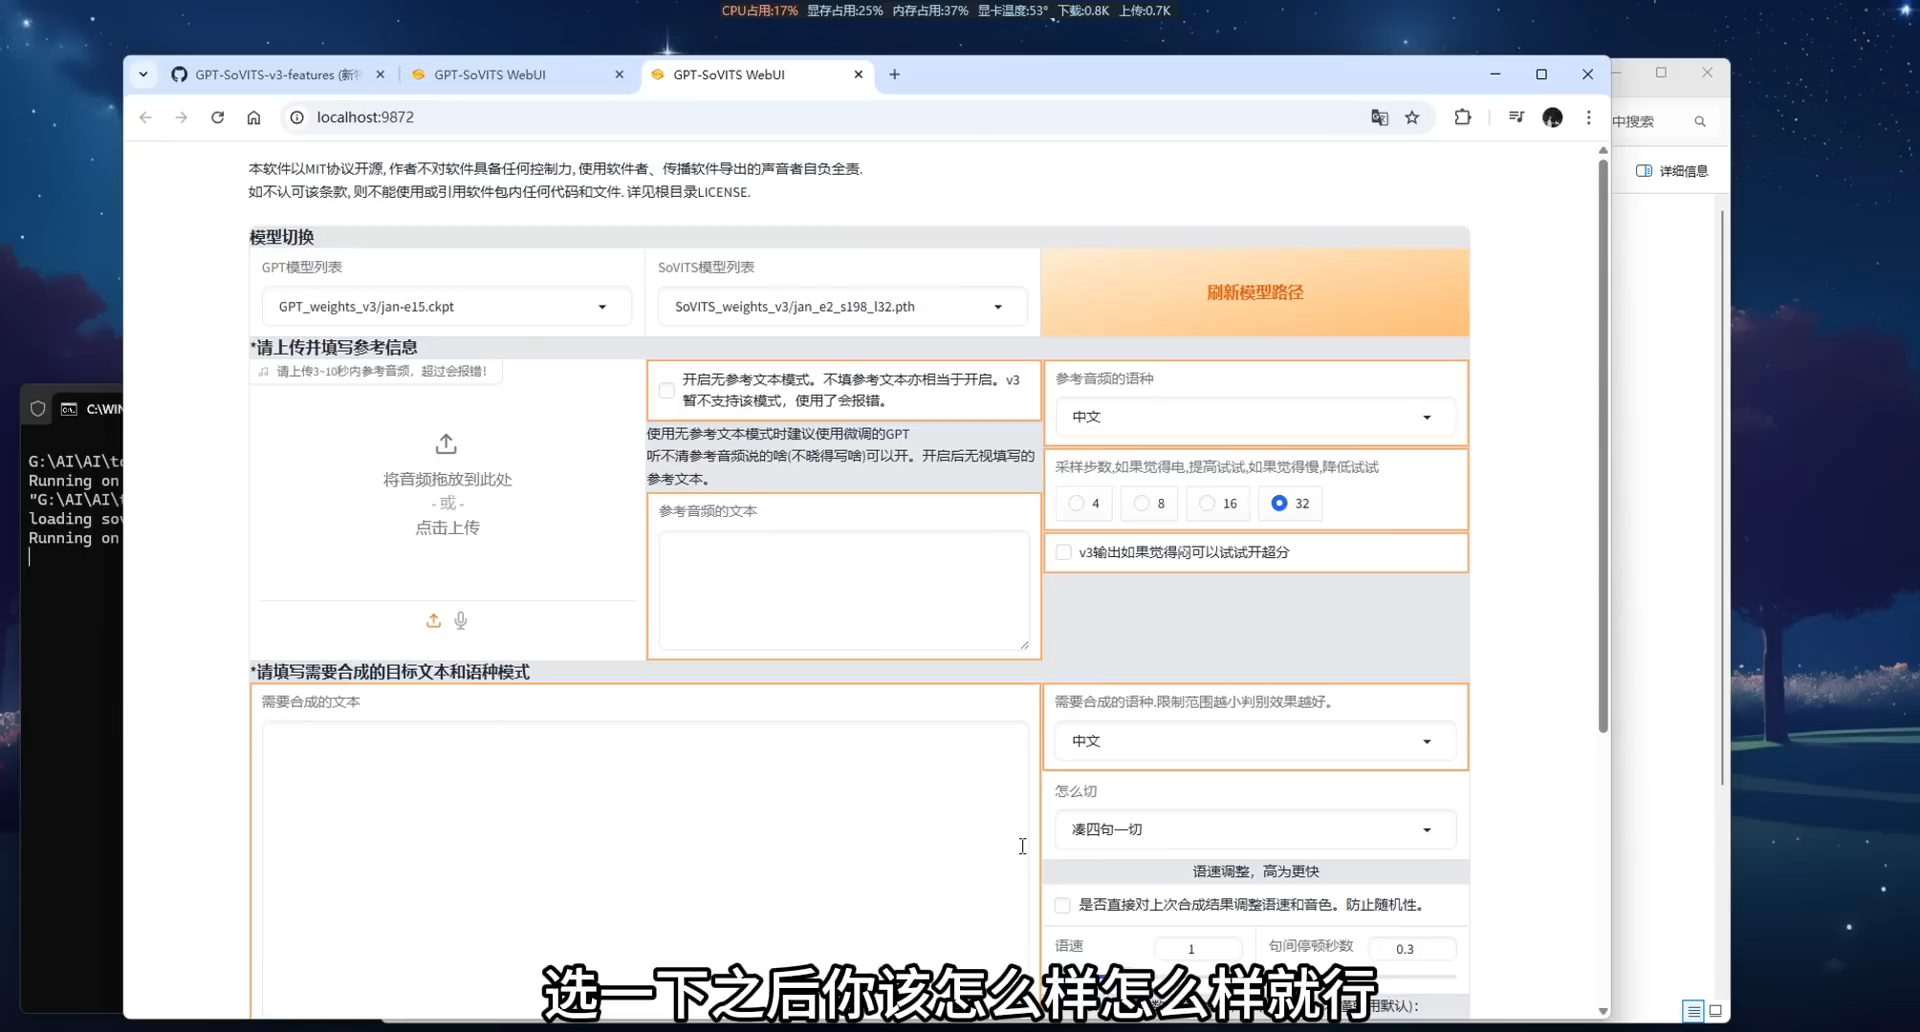 CPU占用:17% 显存占用:25% 内存占用:37% 显卡温度:53° 下载:0.8K 上传:0.7K
GPT-SoVITS-v3-features (新特
GPT-SoVITS WebUI
GPT-SoVITS WebUI
localhost:9872
中搜索
详细信息
本软件以MIT协议开源, 作者不对软件具备任何控制力, 使用软件者、传播软件导出的声音者自负全责.
如不认可该条款, 则不能使用或引用软件包内任何代码和文件. 详见根目录LICENSE.
模型切换
GPT模型列表
GPT_weights_v3/jan-e15.ckpt
SoVITS模型列表
SoVITS_weights_v3/jan_e2_s198_l32.pth
刷新模型路径
*请上传并填写参考信息
请上传3~10秒内参考音频，超过会报错！
将音频拖放到此处
- 或 -
点击上传
开启无参考文本模式。不填参考文本亦相当于开启。v3
暂不支持该模式，使用了会报错。
使用无参考文本模式时建议使用微调的GPT
听不清参考音频说的啥(不晓得写啥)可以开。开启后无视填写的
参考文本。
参考音频的文本
参考音频的语种
中文
采样步数,如果觉得电,提高试试,如果觉得慢,降低试试
4 8 16 32
v3输出如果觉得闷可以试试开超分
*请填写需要合成的目标文本和语种模式
需要合成的文本
需要合成的语种.限制范围越小判别效果越好。
中文
怎么切
凑四句一切
语速调整，高为更快
是否直接对上次合成结果调整语速和音色。防止随机性。
语速 1 句间停顿秒数 0.3
用默认):
C:\WIN
G:\AI\AI\to
Running on
"G:\AI\AI\
loading sov
Running on
选一下之后你该怎么样怎么样就行